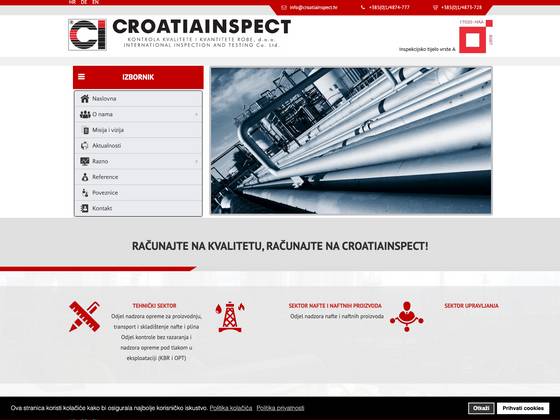 HR DE EN
info@croatiainspect.hr
+385(0)1/4874-777
+385(0)1/4873-728
CROATIAINSPECT
KONTROLA KVALITETE I KVANTITETE ROBE, d.o.o.
INTERNATIONAL INSPECTION AND TESTING Co. Ltd.
CI
Inspekcijsko tijelo vrste A
17020-HAA
IZBORNIK
Naslovna
O nama
Misija i vizija
Aktualnosti
Razno
Reference
Poveznice
Kontakt
RAČUNAJTE NA KVALITETU, RAČUNAJTE NA CROATIAINSPECT!
TEHNIČKI SEKTOR
Odjel nadzora opreme za proizvodnju,
transport i skladištenje nafte i plina
Odjel kontrole bez razaranja i
nadzora opreme pod tlakom u
eksploataciji (KBR i OPT)
SEKTOR NAFTE I NAFTNIH PROIZVODA
Odjel nadzora nafte i naftnih proizvoda
SEKTOR UPRAVLJANJA
Ova stranica koristi kolačiće kako bi osigurala najbolje korisničko iskustvo. Politika kolačića Politika privatnosti
Otkaži
Prihvati cookies